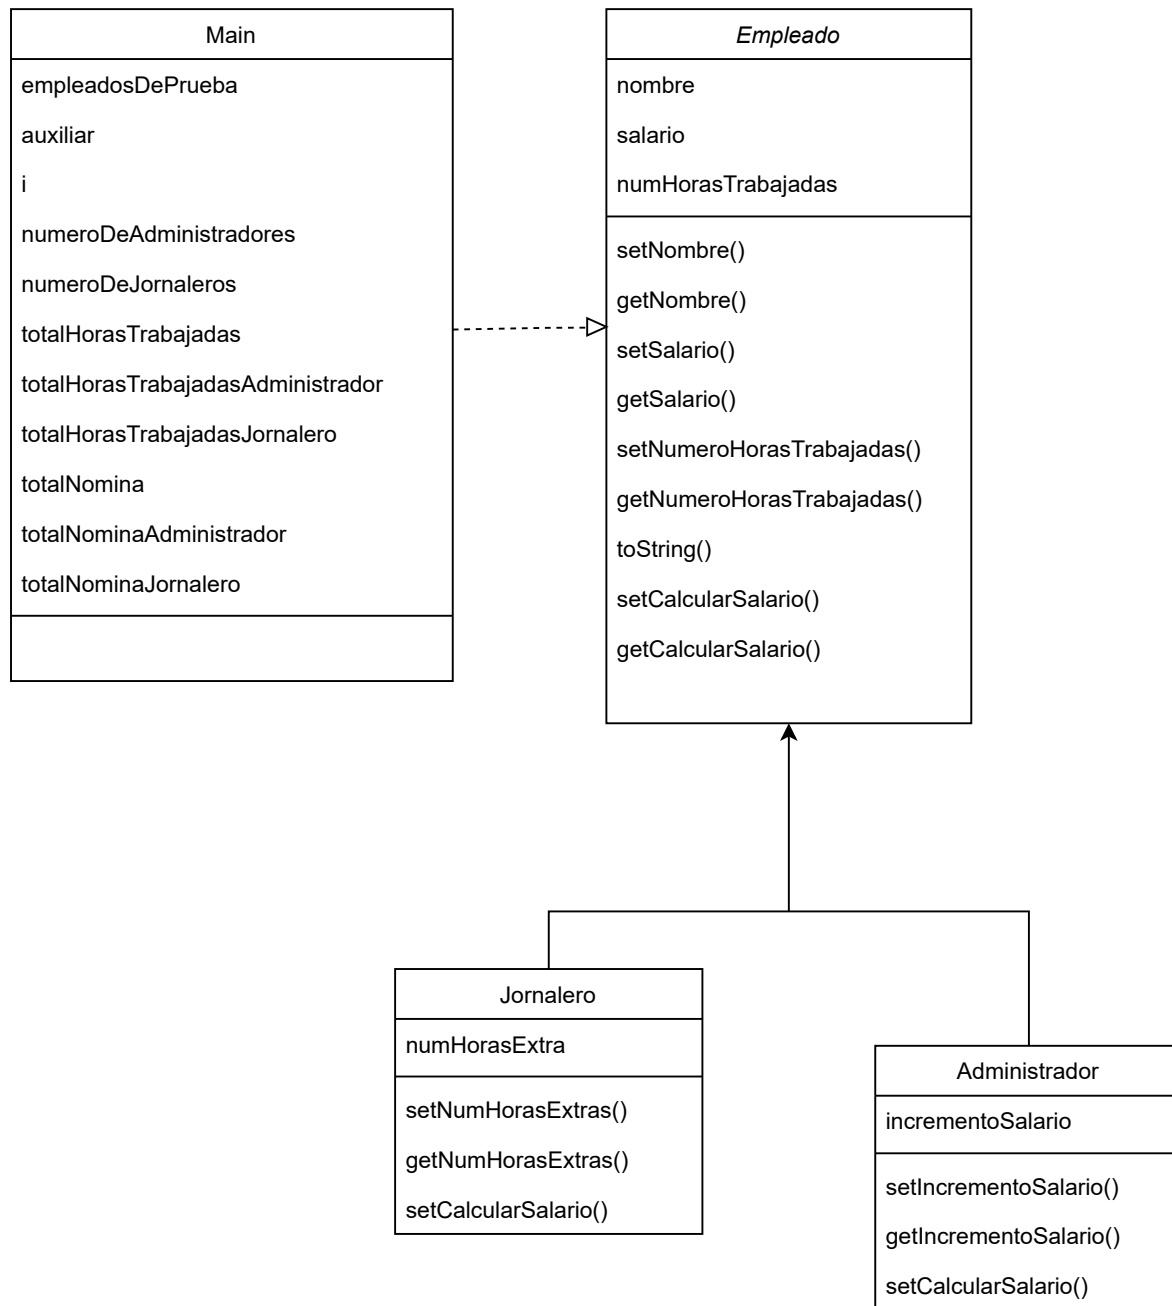 Main
empleadosDePrueba
auxiliar
i
numeroDeAdministradores
numeroDeJornaleros
totalHorasTrabajadas
totalHorasTrabajadasAdministrador
totalHorasTrabajadasJornalero
totalNomina
totalNominaAdministrador
totalNominaJornalero
Empleado
nombre
salario
numHorasTrabajadas
setNombre()
getNombre()
setSalario()
getSalario()
setNumeroHorasTrabajadas()
getNumeroHorasTrabajadas()
toString()
setCalcularSalario()
getCalcularSalario()
Jornalero
numHorasExtra
setNumHorasExtras()
getNumHorasExtras()
setCalcularSalario()
Administrador
incrementoSalario
setIncrementoSalario()
getIncrementoSalario()
setCalcularSalario()